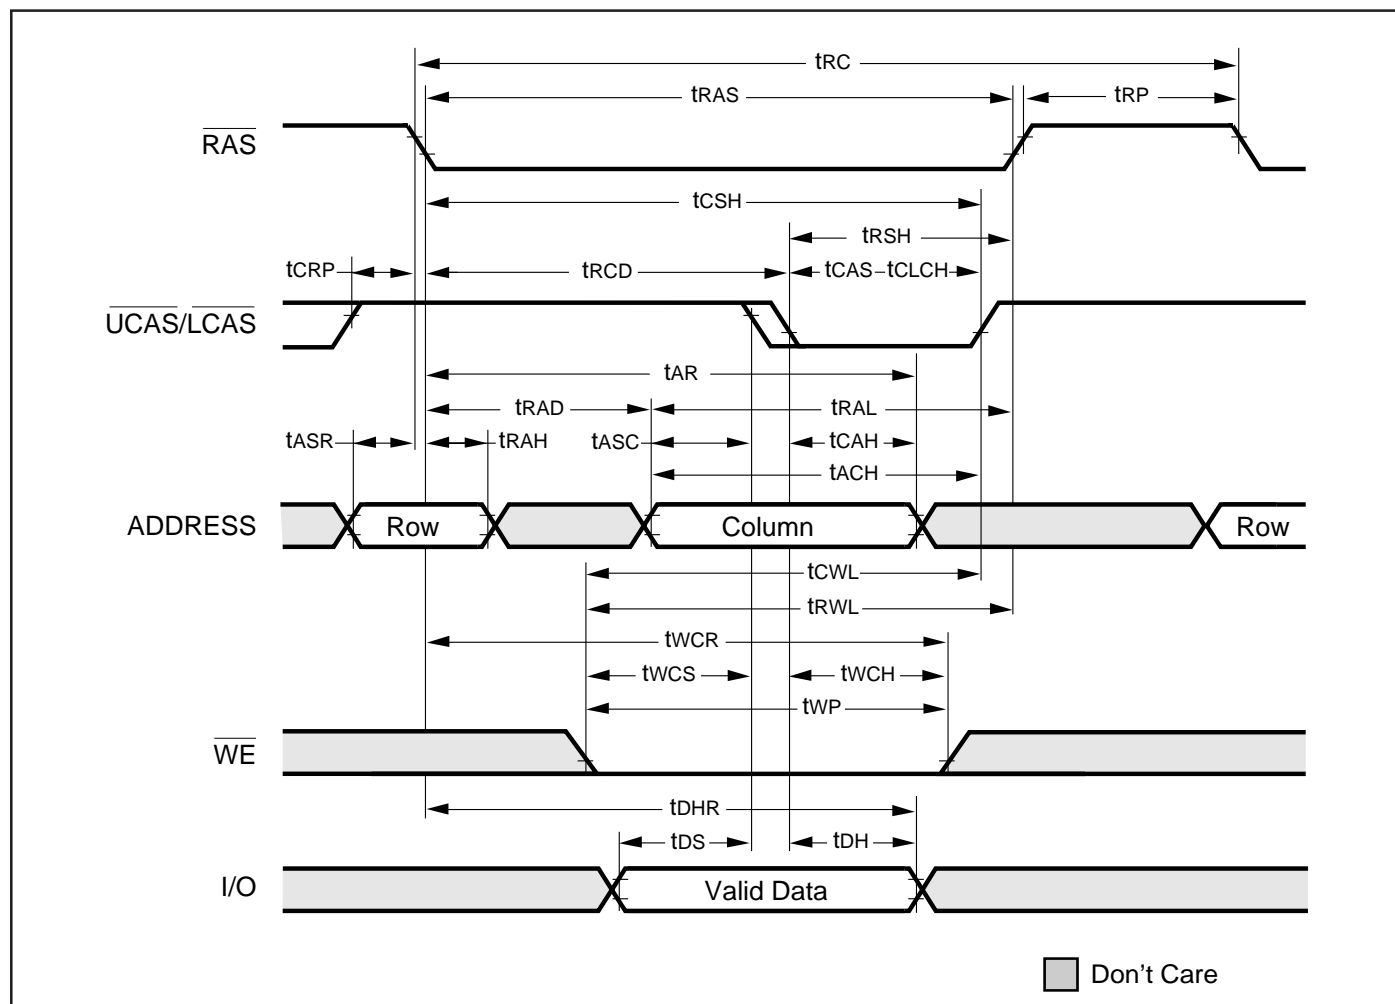 tRC
tRAS
tRP
RAS
tCSH
tRSH
tCRP
tRCD
tCAS tCLCH
UCAS/LCAS
tAR
tRAD
tRAL
tASR
tRAH
tASC
tCAH
tACH
ADDRESS
Row
Column
Row
tCWL
tRWL
tWCR
tWCS
tWCH
tWP
WE
tDHR
tDS
tDH
I/O
Valid Data
Don't Care